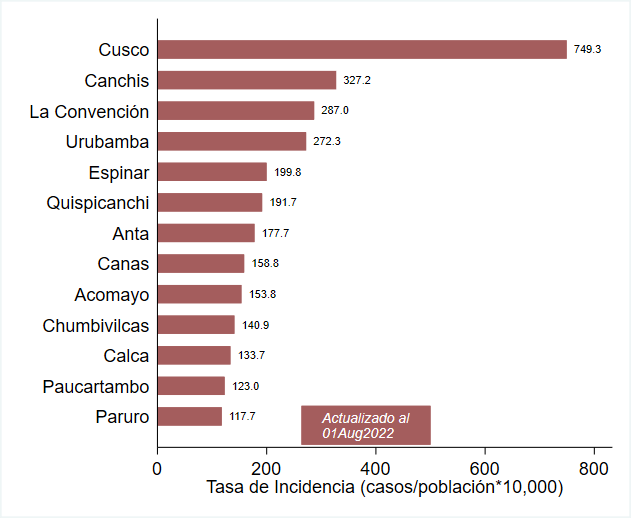 Cusco 749.3
Canchis 327.2
La Convención 287.0
Urubamba 272.3
Espinar 199.8
Quispicanchi 191.7
Anta 177.7
Canas 158.8
Acomayo 153.8
Chumbivilcas 140.9
Calca 133.7
Paucartambo 123.0
Paruro 117.7
Actualizado al
01Aug2022
0 200 400 600 800
Tasa de Incidencia (casos/población*10,000)